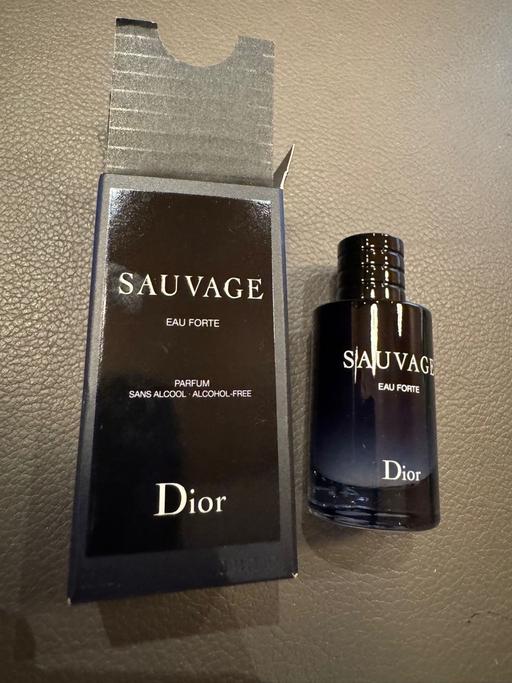 SAUVAGE
EAU FORTE
PARFUM
SANS ALCOOL · ALCOHOL-FREE
Dior
SAUVAGE
EAU FORTE
Dior